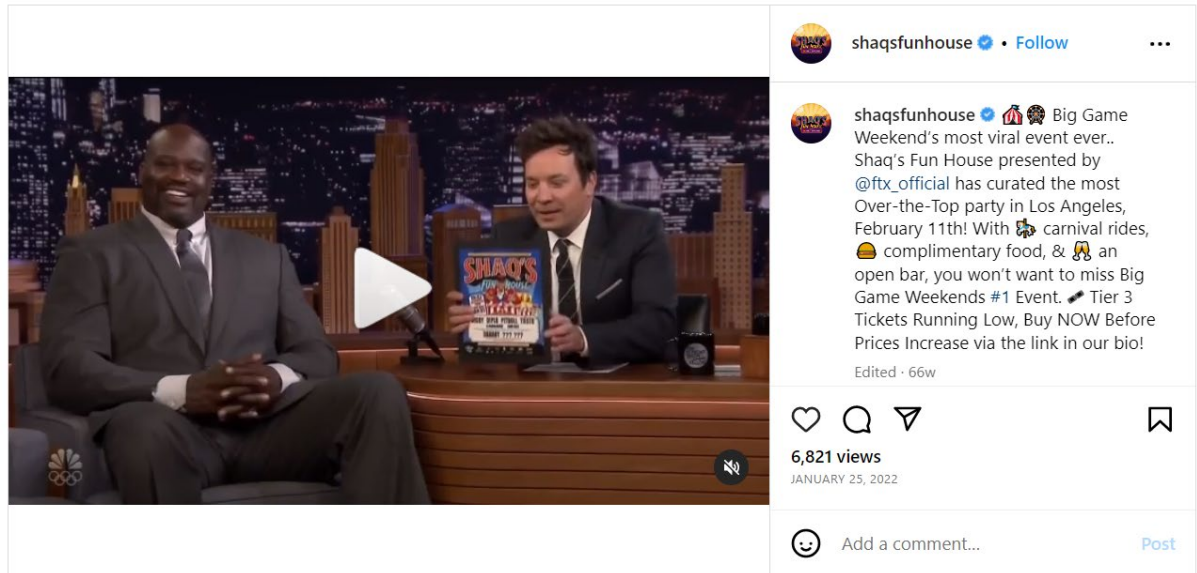 shaqsfunhouse • Follow
SHAQ'S
FUN HOUSE
shaqsfunhouse Big Game
Weekend's most viral event ever..
Shaq's Fun House presented by
@ftx_official has curated the most
Over-the-Top party in Los Angeles,
February 11th! With carnival rides,
complimentary food, & an
open bar, you won't want to miss Big
Game Weekends #1 Event. Tier 3
Tickets Running Low, Buy NOW Before
Prices Increase via the link in our bio!
Edited · 66w
6,821 views
JANUARY 25, 2022
Add a comment... Post